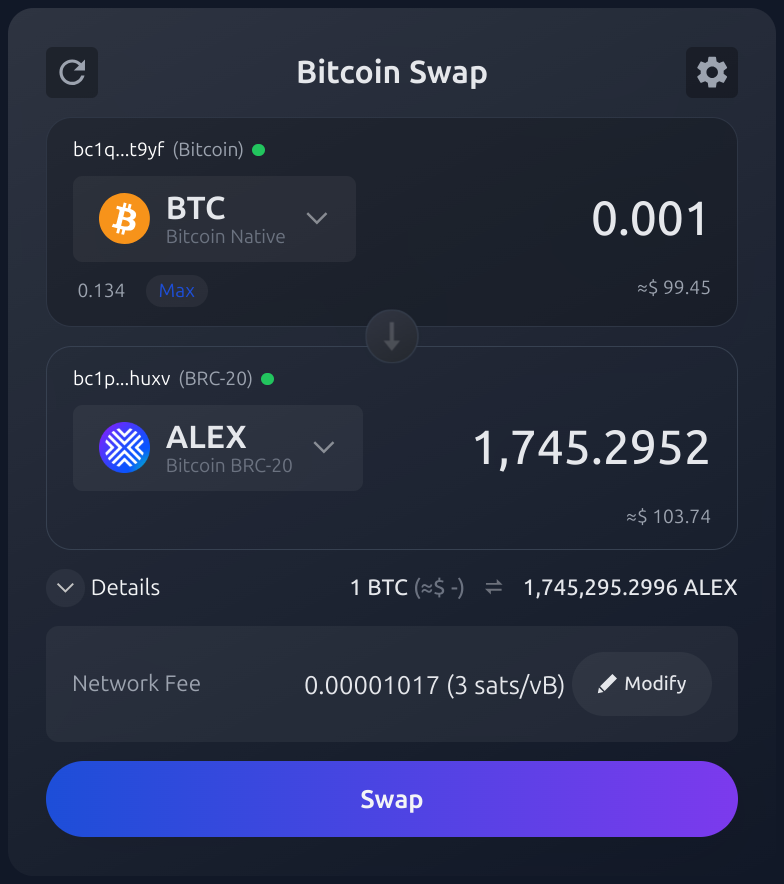 Bitcoin Swap
bc1q...t9yf (Bitcoin)
BTC
Bitcoin Native
0.001
0.134 Max
≈$ 99.45
bc1p...huxv (BRC-20)
ALEX
Bitcoin BRC-20
1,745.2952
≈$ 103.74
Details 1 BTC (≈$ -) ⇌ 1,745,295.2996 ALEX
Network Fee 0.00001017 (3 sats/vB) Modify
Swap